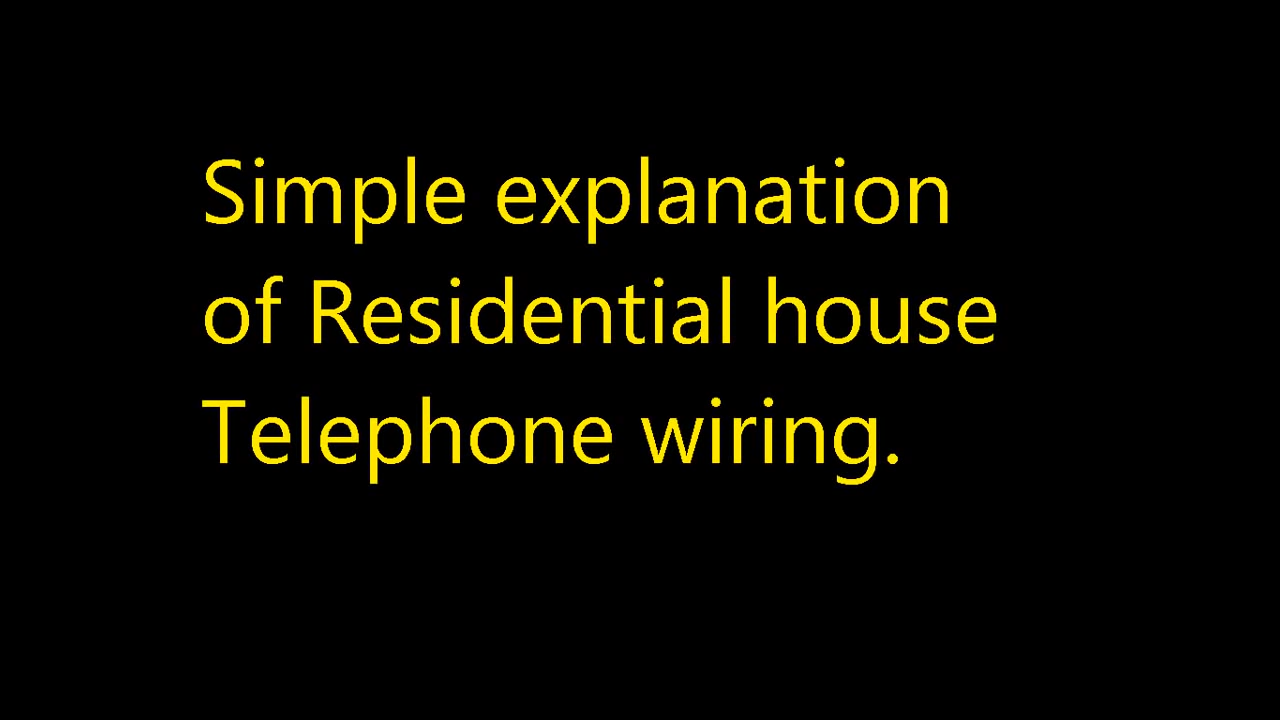 Simple explanation
of Residential house
Telephone wiring.